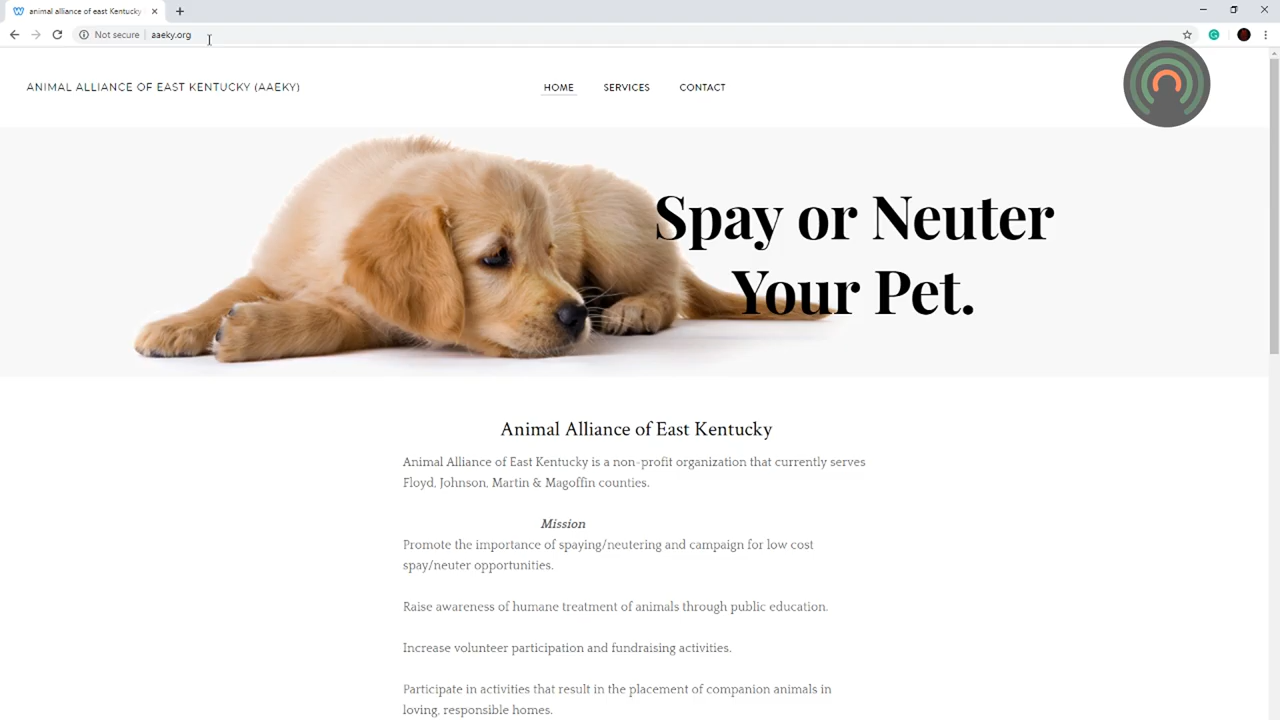 animal alliance of east Kentucky
Not secure
aaeky.org
ANIMAL ALLIANCE OF EAST KENTUCKY (AAEKY)
HOME
SERVICES
CONTACT
Spay or Neuter
Your Pet.
Animal Alliance of East Kentucky
Animal Alliance of East Kentucky is a non-profit organization that currently serves
Floyd, Johnson, Martin & Magoffin counties.
Mission
Promote the importance of spaying/neutering and campaign for low cost
spay/neuter opportunities.
Raise awareness of humane treatment of animals through public education.
Increase volunteer participation and fundraising activities.
Participate in activities that result in the placement of companion animals in
loving, responsible homes.